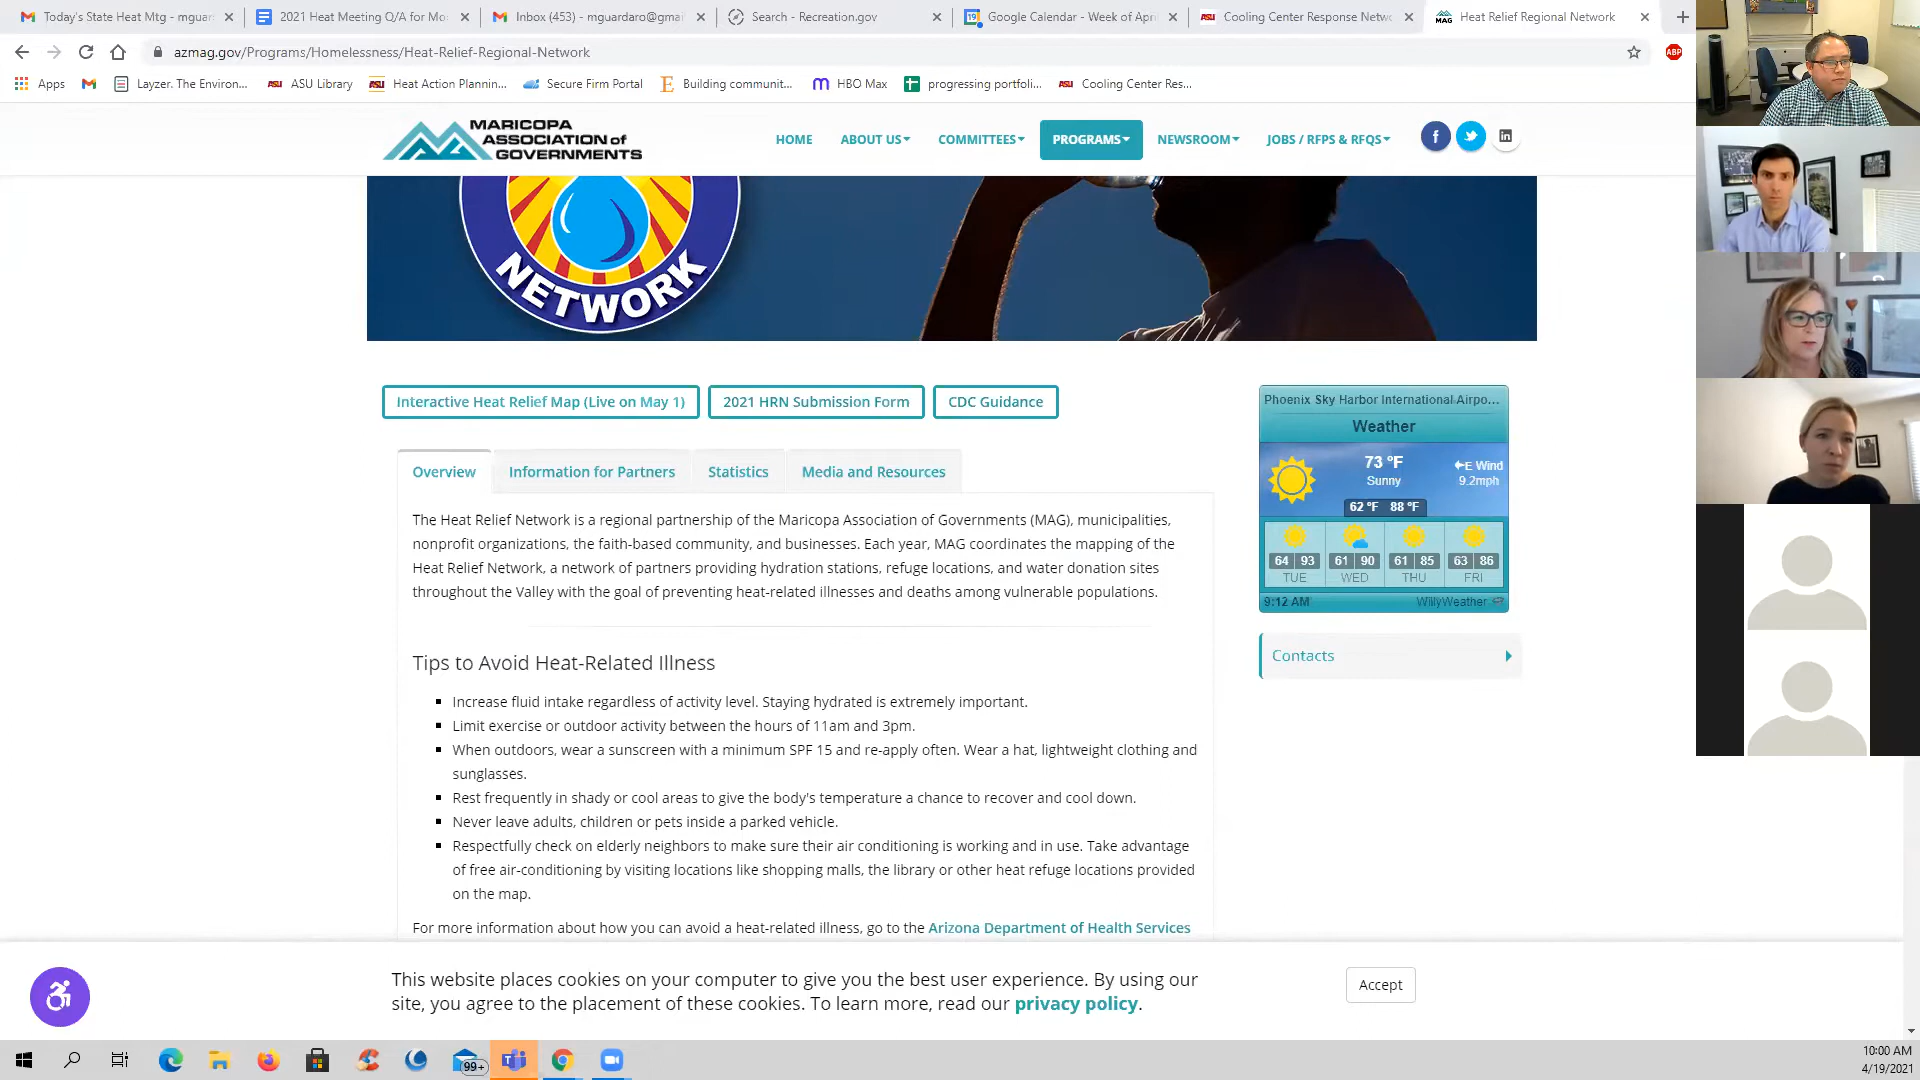 Today's State Heat Mtg - mguar
2021 Heat Meeting Q/A for Mo
Inbox (453) - mguardaro@gma
Search - Recreation.gov
Google Calendar - Week of Apri
Cooling Center Response Netwo
MAG Heat Relief Regional Network
azmag.gov/Programs/Homelessness/Heat-Relief-Regional-Network
ABP
Apps
Layzer. The Environ...
ASU ASU Library
ASU Heat Action Plannin...
Secure Firm Portal
E Building communit...
HBO Max
progressing portfoli...
ASU Cooling Center Res...
MARICOPA
ASSOCIATION of
GOVERNMENTS
HOME
ABOUT US
COMMITTEES
PROGRAMS
NEWSROOM
JOBS / RFPS & RFQS
NETWORK
Interactive Heat Relief Map (Live on May 1)
2021 HRN Submission Form
CDC Guidance
Overview
Information for Partners
Statistics
Media and Resources
The Heat Relief Network is a regional partnership of the Maricopa Association of Governments (MAG), municipalities,
nonprofit organizations, the faith-based community, and businesses. Each year, MAG coordinates the mapping of the
Heat Relief Network, a network of partners providing hydration stations, refuge locations, and water donation sites
throughout the Valley with the goal of preventing heat-related illnesses and deaths among vulnerable populations.
Tips to Avoid Heat-Related Illness
Increase fluid intake regardless of activity level. Staying hydrated is extremely important.
Limit exercise or outdoor activity between the hours of 11am and 3pm.
When outdoors, wear a sunscreen with a minimum SPF 15 and re-apply often. Wear a hat, lightweight clothing and
sunglasses.
Rest frequently in shady or cool areas to give the body's temperature a chance to recover and cool down.
Never leave adults, children or pets inside a parked vehicle.
Respectfully check on elderly neighbors to make sure their air conditioning is working and in use. Take advantage
of free air-conditioning by visiting locations like shopping malls, the library or other heat refuge locations provided
on the map.
For more information about how you can avoid a heat-related illness, go to the Arizona Department of Health Services
Phoenix Sky Harbor International Airpo...
Weather
73 °F
Sunny
E Wind
9.2mph
62 °F 88 °F
64 93 61 90 61 85 63 86
TUE WED THU FRI
9:12 AM WillyWeather
Contacts
This website places cookies on your computer to give you the best user experience. By using our
site, you agree to the placement of these cookies. To learn more, read our privacy policy.
Accept
99+
10:00 AM
4/19/2021